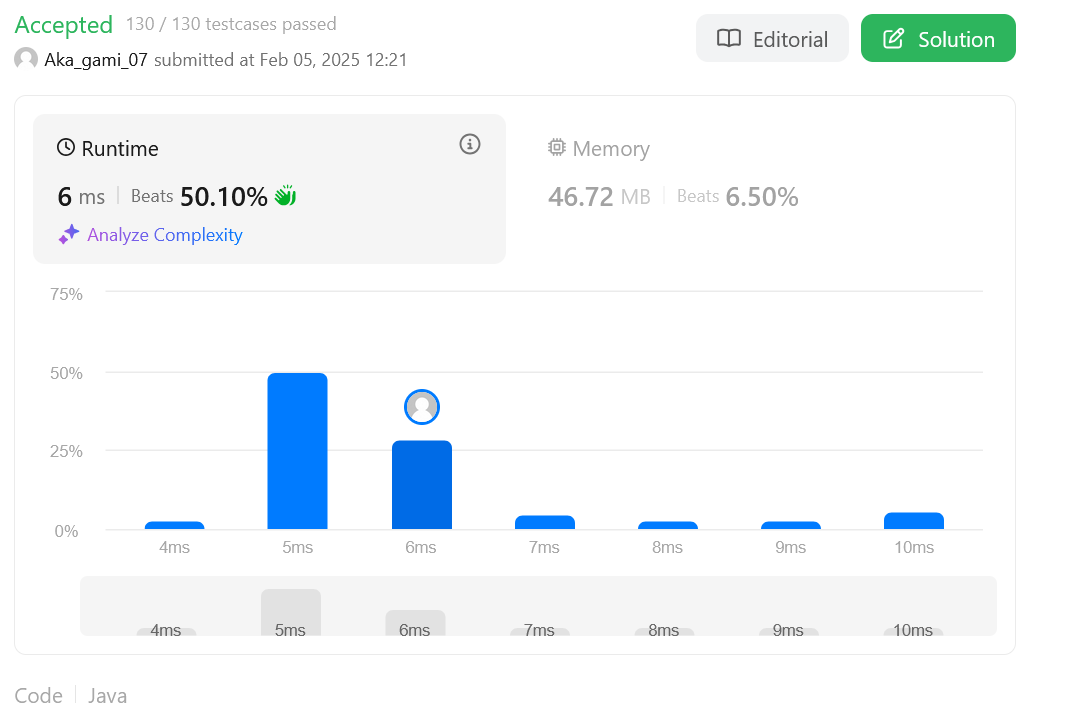 Accepted 130 / 130 testcases passed
Aka_gami_07 submitted at Feb 05, 2025 12:21
Editorial
Solution
Runtime
6 ms Beats 50.10%
Analyze Complexity
Memory
46.72 MB Beats 6.50%
75%
50%
25%
0%
4ms 5ms 6ms 7ms 8ms 9ms 10ms
4ms 5ms 6ms 7ms 8ms 9ms 10ms
Code Java